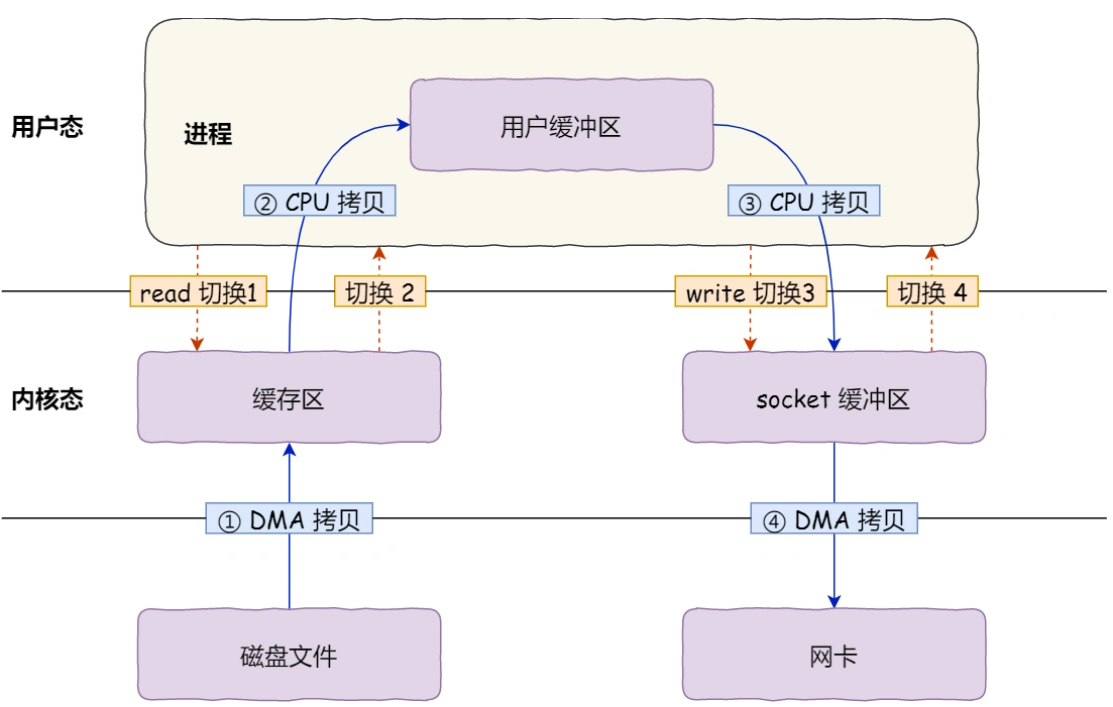 用户态
进程
用户缓冲区
② CPU 拷贝
③ CPU 拷贝
read 切换1
切换 2
write 切换3
切换 4
内核态
缓存区
socket 缓冲区
① DMA 拷贝
④ DMA 拷贝
磁盘文件
网卡